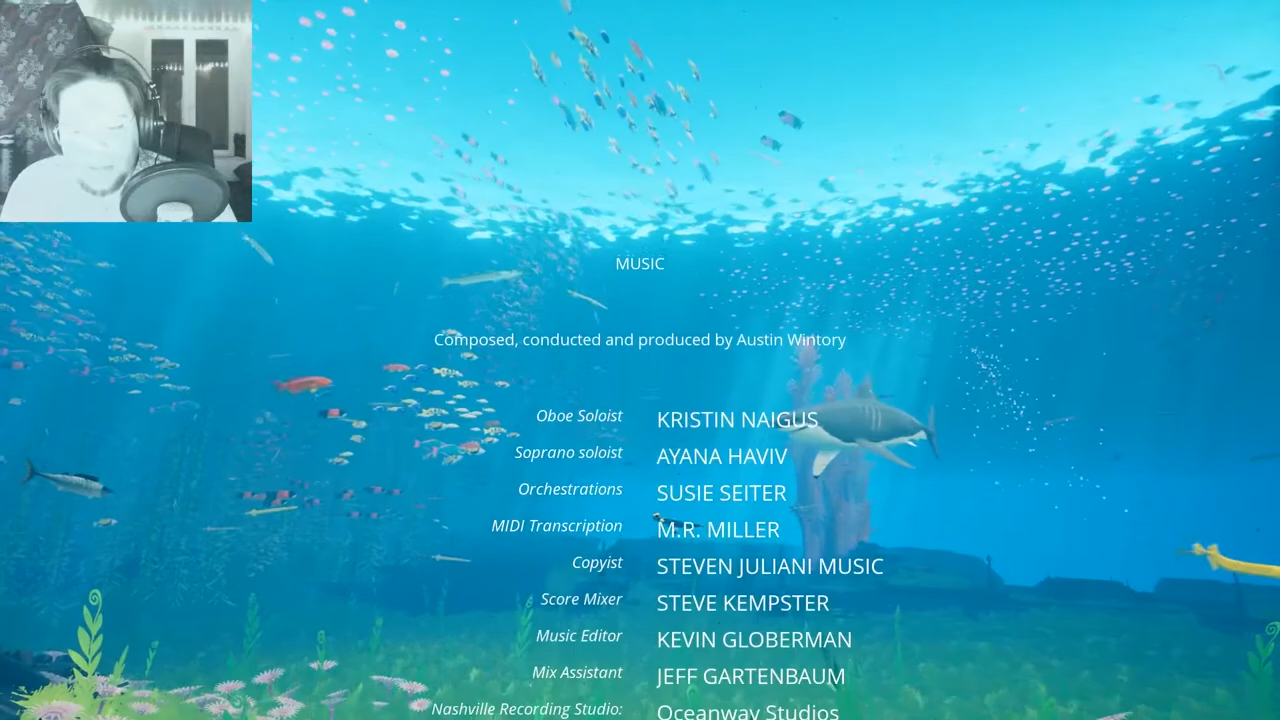 MUSIC
Composed, conducted and produced by Austin Wintory
Oboe Soloist KRISTIN NAIGUS
Soprano soloist AYANA HAVIV
Orchestrations SUSIE SEITER
MIDI Transcription M.R. MILLER
Copyist STEVEN JULIANI MUSIC
Score Mixer STEVE KEMPSTER
Music Editor KEVIN GLOBERMAN
Mix Assistant JEFF GARTENBAUM
Nashville Recording Studio: Oceanway Studios